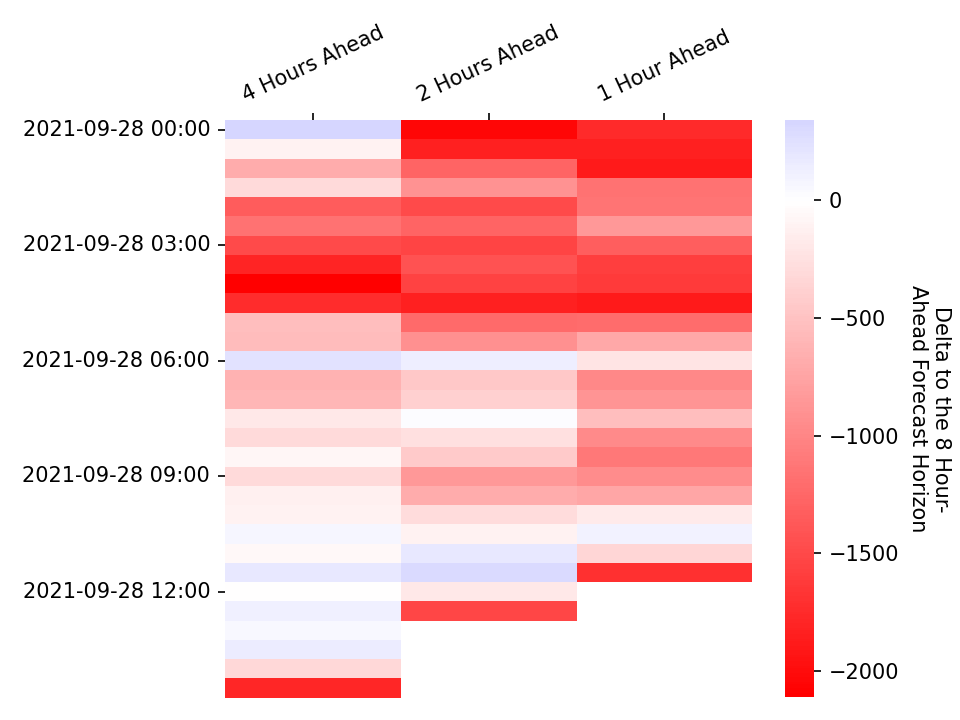 4 Hours Ahead
2 Hours Ahead
1 Hour Ahead
2021-09-28 00:00
2021-09-28 03:00
2021-09-28 06:00
2021-09-28 09:00
2021-09-28 12:00
0
−500
−1000
−1500
−2000
Delta to the 8 Hour-
Ahead Forecast Horizon